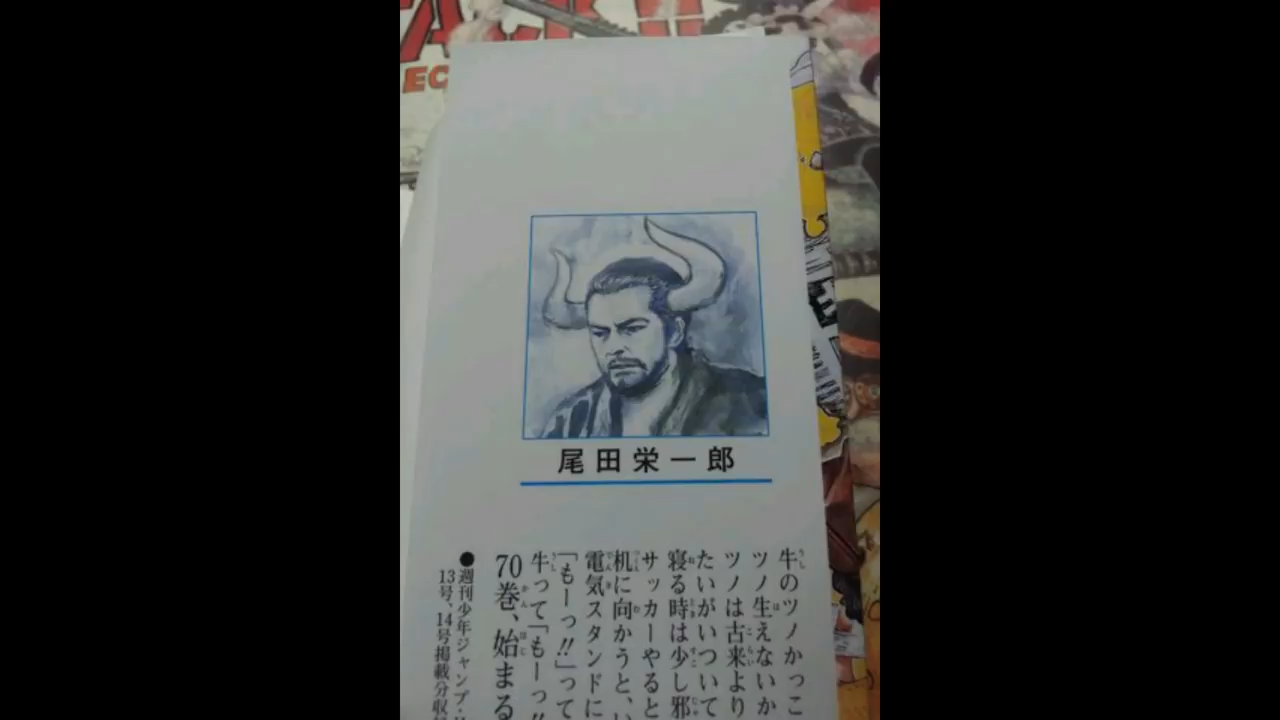 尾田栄一郎
牛のツノかっこ
ツノ生えないか
ツノは古来より
たいがいついて
寝る時は少し邪
サッカーやると
机に向かうと、い
電気スタンドに
「もーっ!!」って
牛って「もーっ!!
70巻、始まる
●週刊少年ジャンプ・
13号、14号掲載分収
EC